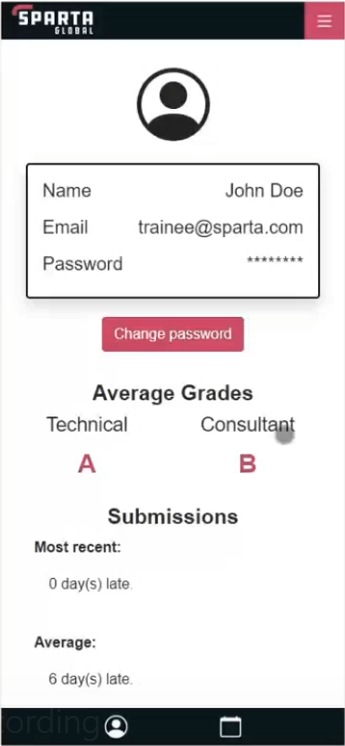 SPARTA
GLOBAL
Name John Doe
Email trainee@sparta.com
Password ********
Change password
Average Grades
Technical Consultant
A B
Submissions
Most recent:
0 day(s) late.
Average:
6 day(s) late.
ording